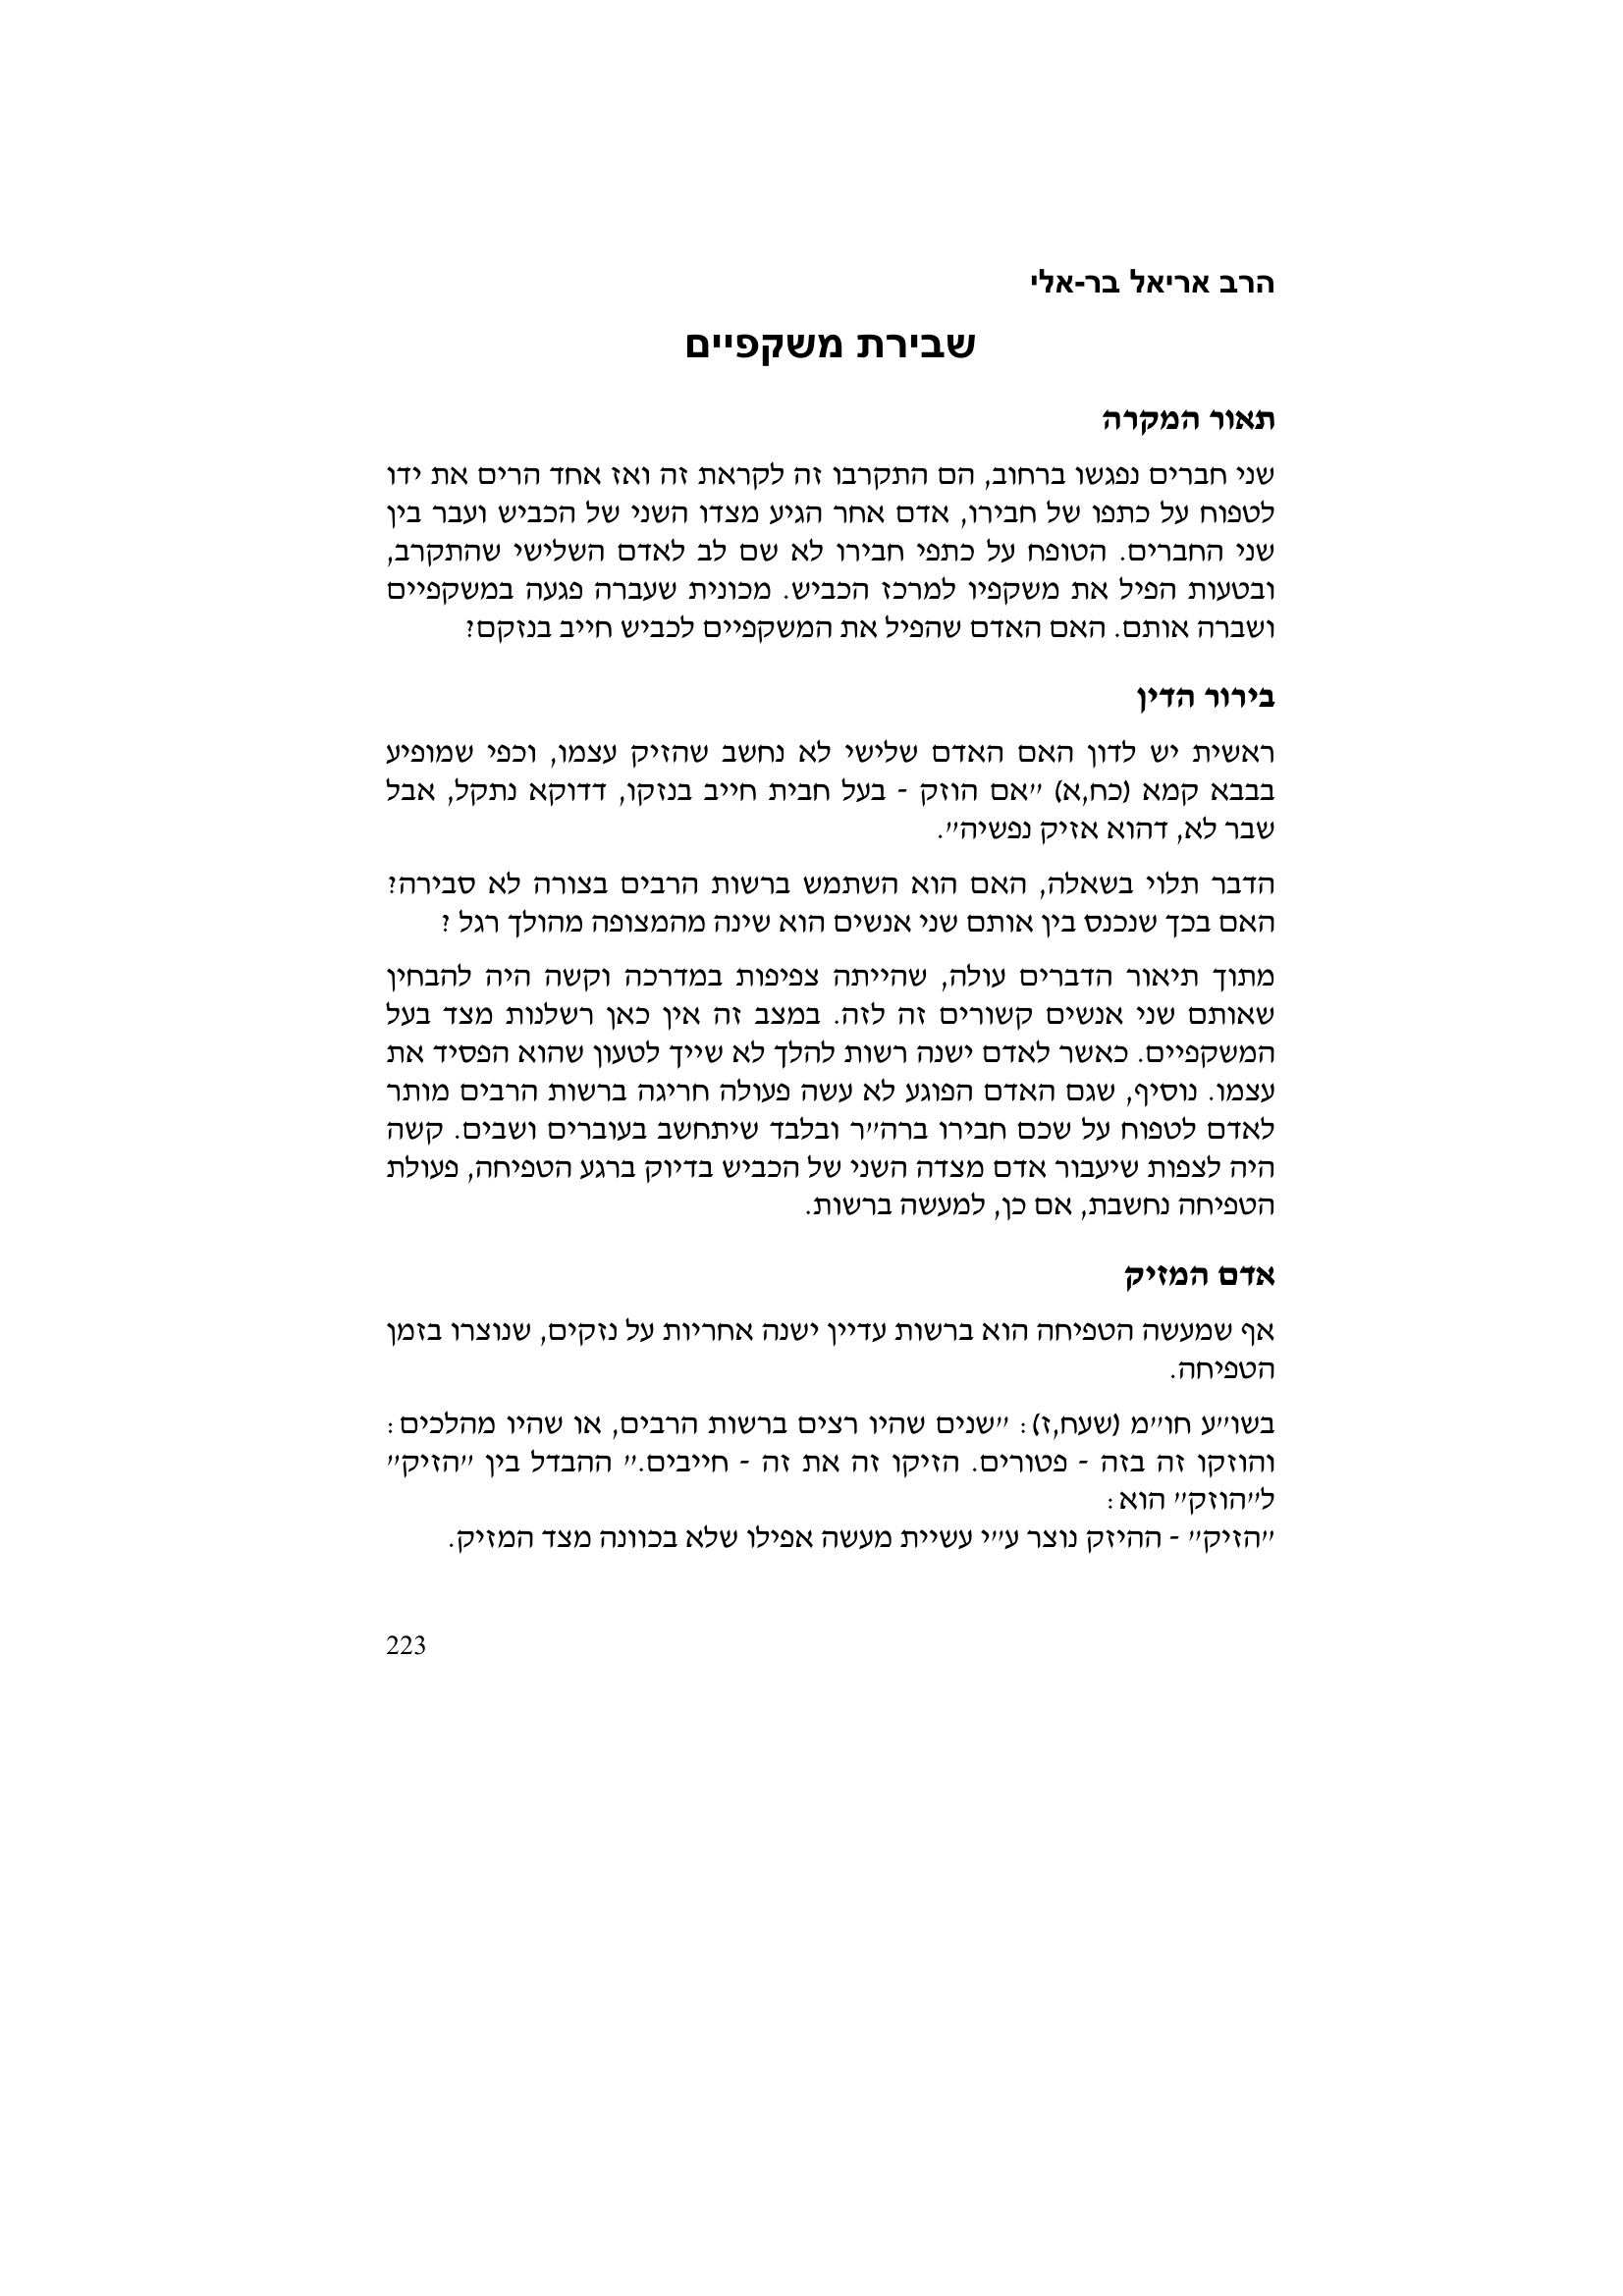 הרב אריאל בר-אלי
שבירת משקפיים
תאור המקרה
שני חברים נפגשו ברחוב, הם התקרבו זה לקראת זה ואז אחד הרים את ידו
לטפוח על כתפו של חבירו, אדם אחר הגיע מצדו השני של הכביש ועבר בין
שני החברים. הטופח על כתפי חבירו לא שם לב לאדם השלישי שהתקרב,
ובטעות הפיל את משקפיו למרכז הכביש. מכונית שעברה פגעה במשקפיים
ושברה אותם. האם האדם שהפיל את המשקפיים לכביש חייב בנזקם?
בירור הדין
ראשית יש לדון האם האדם שלישי לא נחשב שהזיק עצמו, וכפי שמופיע
בבבא קמא (כח,א) "אם הוזק - בעל חבית חייב בנזקו, דדוקא נתקל, אבל
שבר לא, דהוא אזיק נפשיה".
הדבר תלוי בשאלה, האם הוא השתמש ברשות הרבים בצורה לא סבירה?
האם בכך שנכנס בין אותם שני אנשים הוא שינה מהמצופה מהולך רגל ?
מתוך תיאור הדברים עולה, שהייתה צפיפות במדרכה וקשה היה להבחין
שאותם שני אנשים קשורים זה לזה. במצב זה אין כאן רשלנות מצד בעל
המשקפיים. כאשר לאדם ישנה רשות להלך לא שייך לטעון שהוא הפסיד את
עצמו. נוסיף, שגם האדם הפוגע לא עשה פעולה חריגה ברשות הרבים מותר
לאדם לטפוח על שכם חבירו ברה"ר ובלבד שיתחשב בעוברים ושבים. קשה
היה לצפות שיעבור אדם מצדה השני של הכביש בדיוק ברגע הטפיחה, פעולת
הטפיחה נחשבת, אם כן, למעשה ברשות.
אדם המזיק
אף שמעשה הטפיחה הוא ברשות עדיין ישנה אחריות על נזקים, שנוצרו בזמן
הטפיחה.
בשו"ע חו"מ (שעח,ז): "שנים שהיו רצים ברשות הרבים, או שהיו מהלכים:
והוזקו זה בזה - פטורים. הזיקו זה את זה - חייבים." ההבדל בין "הזיק"
ל"הוזק" הוא:
"הזיק" - ההיזק נוצר ע"י עשיית מעשה אפילו שלא בכוונה מצד המזיק.
223